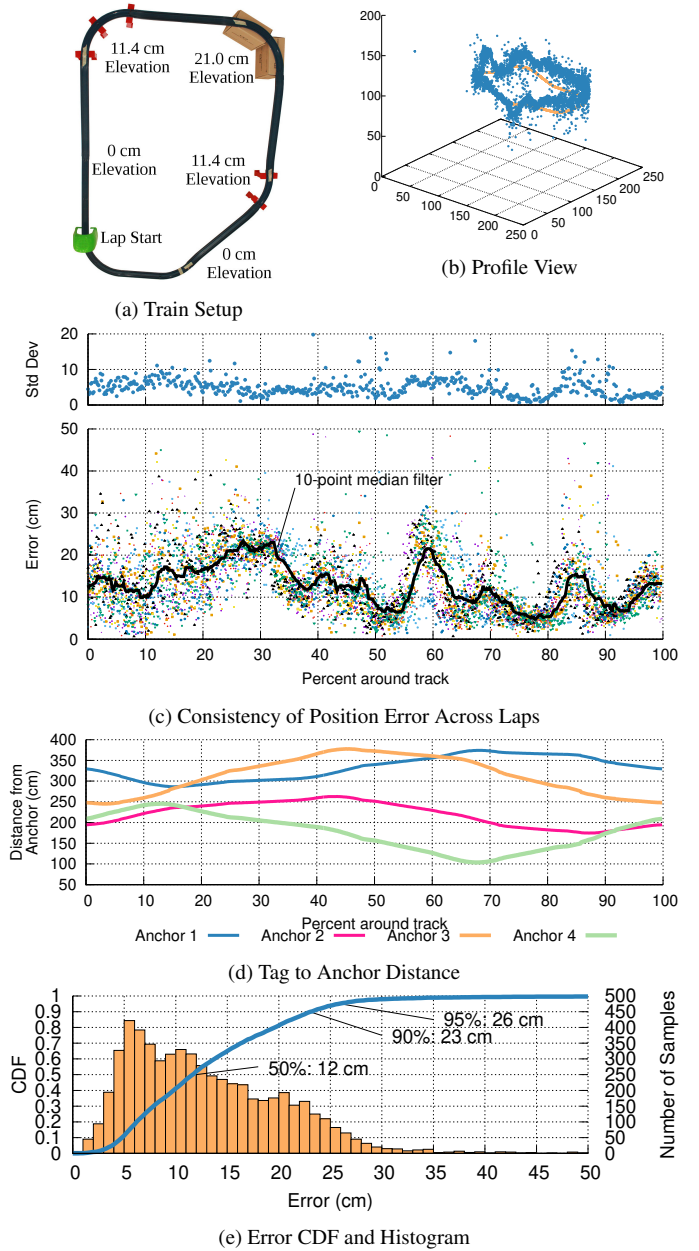 11.4 cm
Elevation
21.0 cm
Elevation
0 cm
Elevation
11.4 cm
Elevation
Lap Start
0 cm
Elevation
(a) Train Setup
200
150
100
50
0
0
50
100
150
200
250
0
50
100
150
200
250
(b) Profile View
Std Dev
20
10
0
Error (cm)
50
40
30
20
10
0
10-point median filter
0 10 20 30 40 50 60 70 80 90 100
Percent around track
(c) Consistency of Position Error Across Laps
Distance from
Anchor (cm)
400
350
300
250
200
150
100
50
0 10 20 30 40 50 60 70 80 90 100
Percent around track
Anchor 1 Anchor 2 Anchor 3 Anchor 4
(d) Tag to Anchor Distance
CDF
1
0.9
0.8
0.7
0.6
0.5
0.4
0.3
0.2
0.1
0
95%: 26 cm
90%: 23 cm
50%: 12 cm
500
450
400
350
300
250
200
150
100
50
0
Number of Samples
0 5 10 15 20 25 30 35 40 45 50
Error (cm)
(e) Error CDF and Histogram